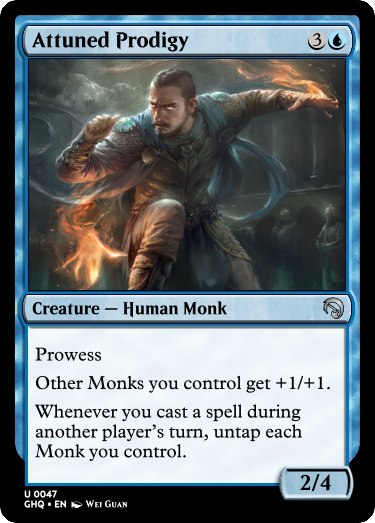 Attuned Prodigy 3
Creature — Human Monk
Prowess
Other Monks you control get +1/+1.
Whenever you cast a spell during
another player's turn, untap each
Monk you control.
2/4
U 0047
GHQ • EN Wei Guan